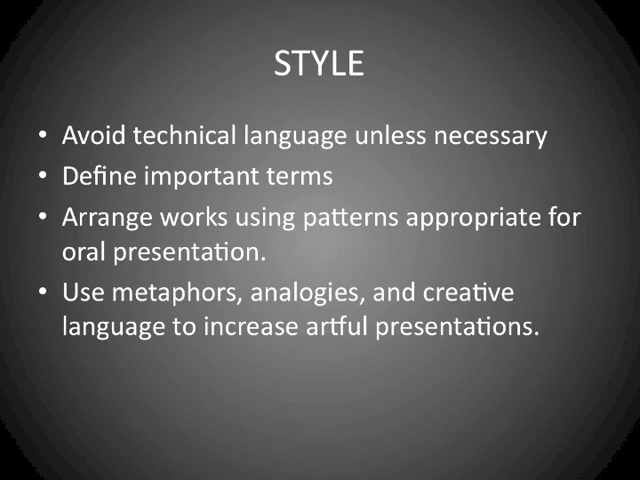 STYLE
• Avoid technical language unless necessary
• Define important terms
• Arrange works using patterns appropriate for
oral presentation.
• Use metaphors, analogies, and creative
language to increase artful presentations.